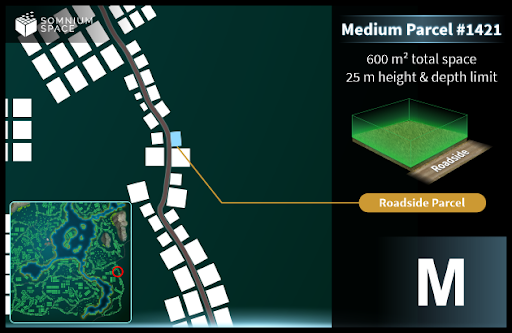 SOMNIUM
SPACE
Medium Parcel #1421
600 m² total space
25 m height & depth limit
Roadside
Roadside Parcel
M